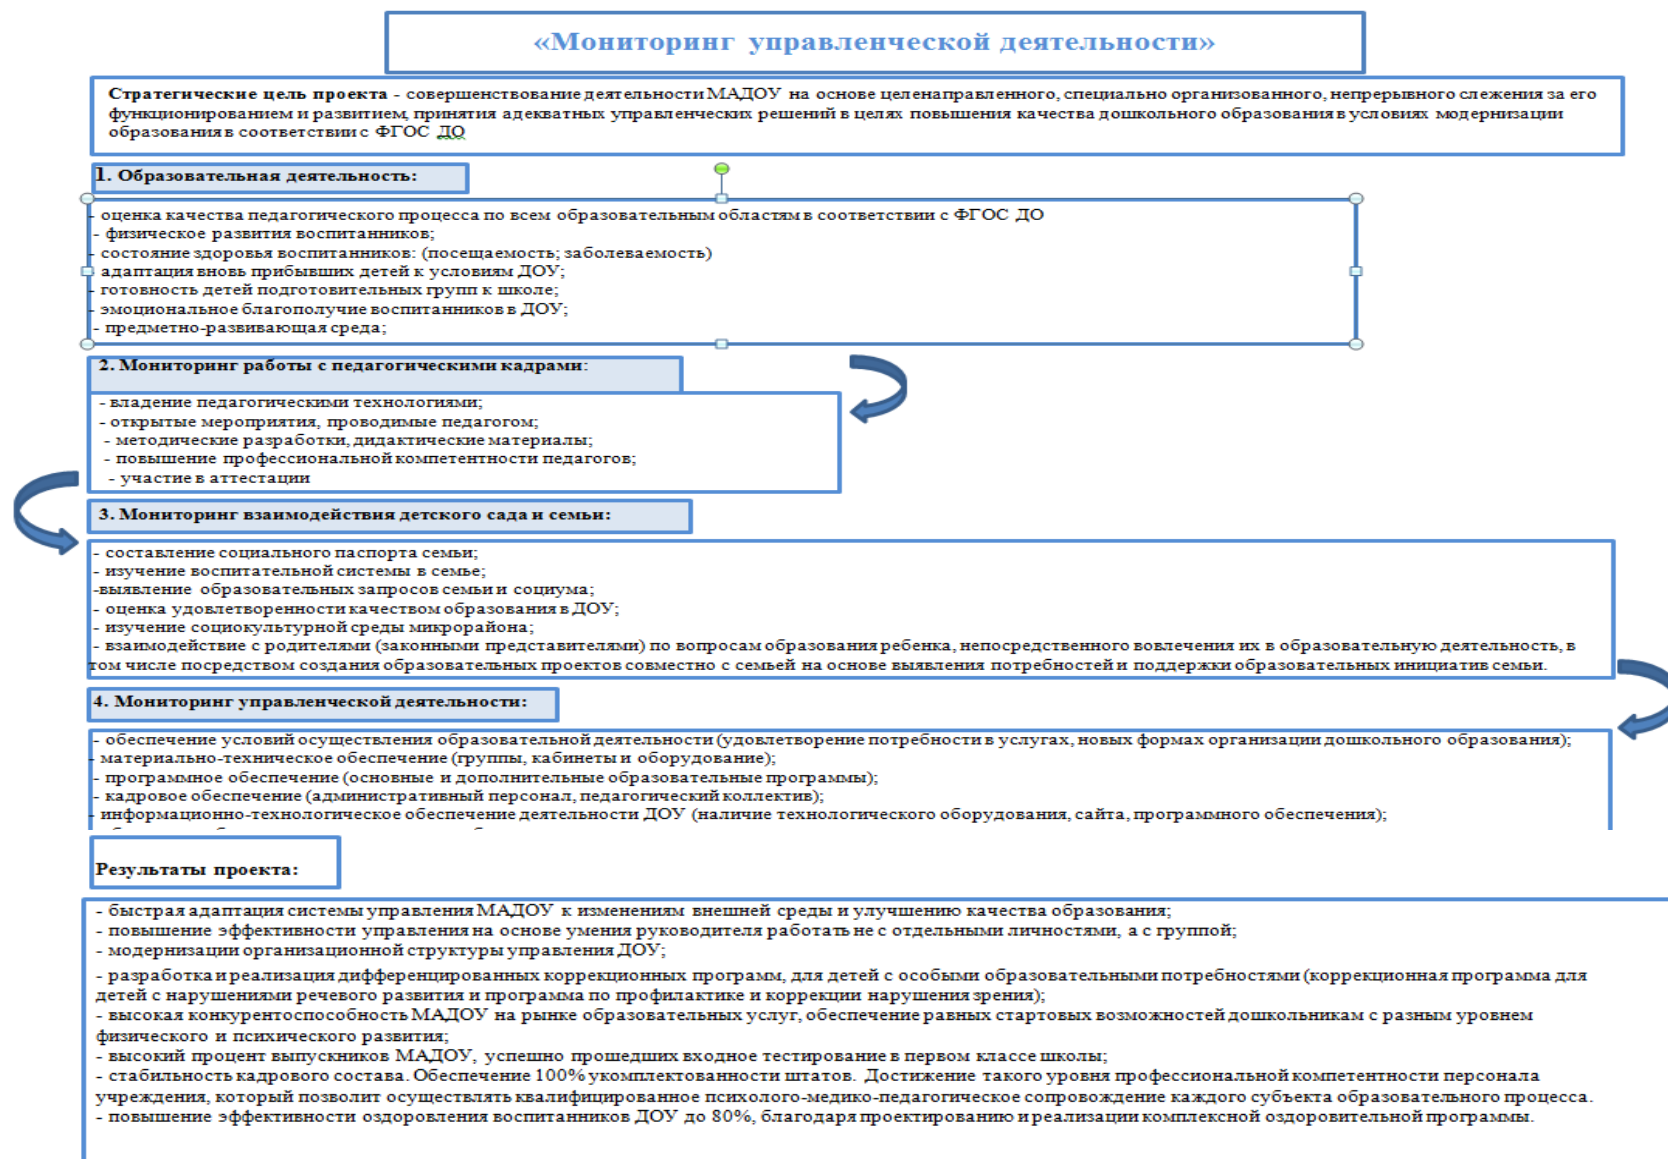 «Мониторинг управленческой деятельности»
Стратегические цель проекта - совершенствование деятельности МАДОУ на основе целенаправленного, специально организованного, непрерывного слежения за его
функционированием и развитием, принятия адекватных управленческих решений в целях повышения качества дошкольного образования в условиях модернизации
образования в соответствии с ФГОС ДО
1. Образовательная деятельность:
- оценка качества педагогического процесса по всем образовательным областям в соответствии с ФГОС ДО
- физическое развития воспитанников;
- состояние здоровья воспитанников: (посещаемость; заболеваемость)
- адаптация вновь прибывших детей к условиям ДОУ;
- готовность детей подготовительных групп к школе;
- эмоциональное благополучие воспитанников в ДОУ;
- предметно-развивающая среда;
2. Мониторинг работы с педагогическими кадрами:
- владение педагогическими технологиями;
- открытые мероприятия, проводимые педагогом;
- методические разработки, дидактические материалы;
- повышение профессиональной компетентности педагогов;
- участие в аттестации
3. Мониторинг взаимодействия детского сада и семьи:
- составление социального паспорта семьи;
- изучение воспитательной системы в семье;
-выявление образовательных запросов семьи и социума;
- оценка удовлетворенности качеством образования в ДОУ;
- изучение социокультурной среды микрорайона;
- взаимодействие с родителями (законными представителями) по вопросам образования ребенка, непосредственного вовлечения их в образовательную деятельность, в
том числе посредством создания образовательных проектов совместно с семьей на основе выявления потребностей и поддержки образовательных инициатив семьи.
4. Мониторинг управленческой деятельности:
- обеспечение условий осуществления образовательной деятельности (удовлетворение потребности в услугах, новых формах организации дошкольного образования);
- материально-техническое обеспечение (группы, кабинеты и оборудование);
- программное обеспечение (основные и дополнительные образовательные программы);
- кадровое обеспечение (административный персонал, педагогический коллектив);
- информационно-технологическое обеспечение деятельности ДОУ (наличие технологического оборудования, сайта, программного обеспечения);
Результаты проекта:
- быстрая адаптация системы управления МАДОУ к изменениям внешней среды и улучшению качества образования;
- повышение эффективности управления на основе умения руководителя работать не с отдельными личностями, а с группой;
- модернизации организационной структуры управления ДОУ;
- разработка и реализация дифференцированных коррекционных программ, для детей с особыми образовательными потребностями (коррекционная программа для
детей с нарушениями речевого развития и программа по профилактике и коррекции нарушения зрения);
- высокая конкурентоспособность МАДОУ на рынке образовательных услуг, обеспечение равных стартовых возможностей дошкольникам с разным уровнем
физического и психического развития;
- высокий процент выпускников МАДОУ, успешно прошедших входное тестирование в первом классе школы;
- стабильность кадрового состава. Обеспечение 100% укомплектованности штатов. Достижение такого уровня профессиональной компетентности персонала
учреждения, который позволит осуществлять квалифицированное психолого-медико-педагогическое сопровождение каждого субъекта образовательного процесса.
- повышение эффективности оздоровления воспитанников ДОУ до 80%, благодаря проектированию и реализации комплексной оздоровительной программы.